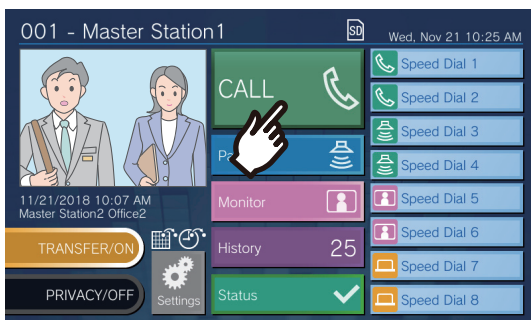 001 - Master Station1
SD
Wed, Nov 21 10:25 AM
CALL
Monitor
History 25
Status
11/21/2018 10:07 AM
Master Station2 Office2
TRANSFER/ON
PRIVACY/OFF
Settings
Speed Dial 1
Speed Dial 2
Speed Dial 3
Speed Dial 4
Speed Dial 5
Speed Dial 6
Speed Dial 7
Speed Dial 8